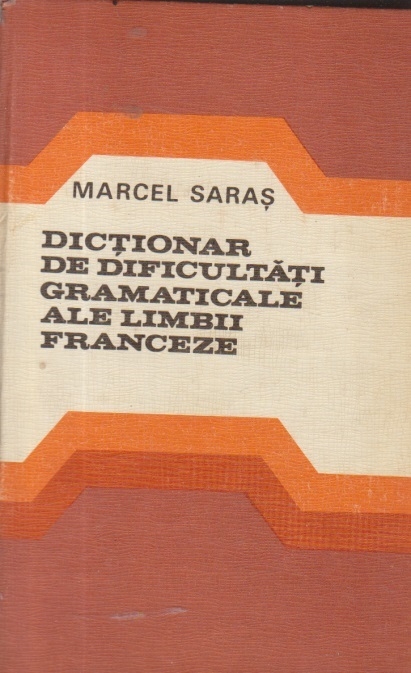 MARCEL SARAȘ
DICȚIONAR
DE DIFICULTĂȚI
GRAMATICALE
ALE LIMBII
FRANCEZE